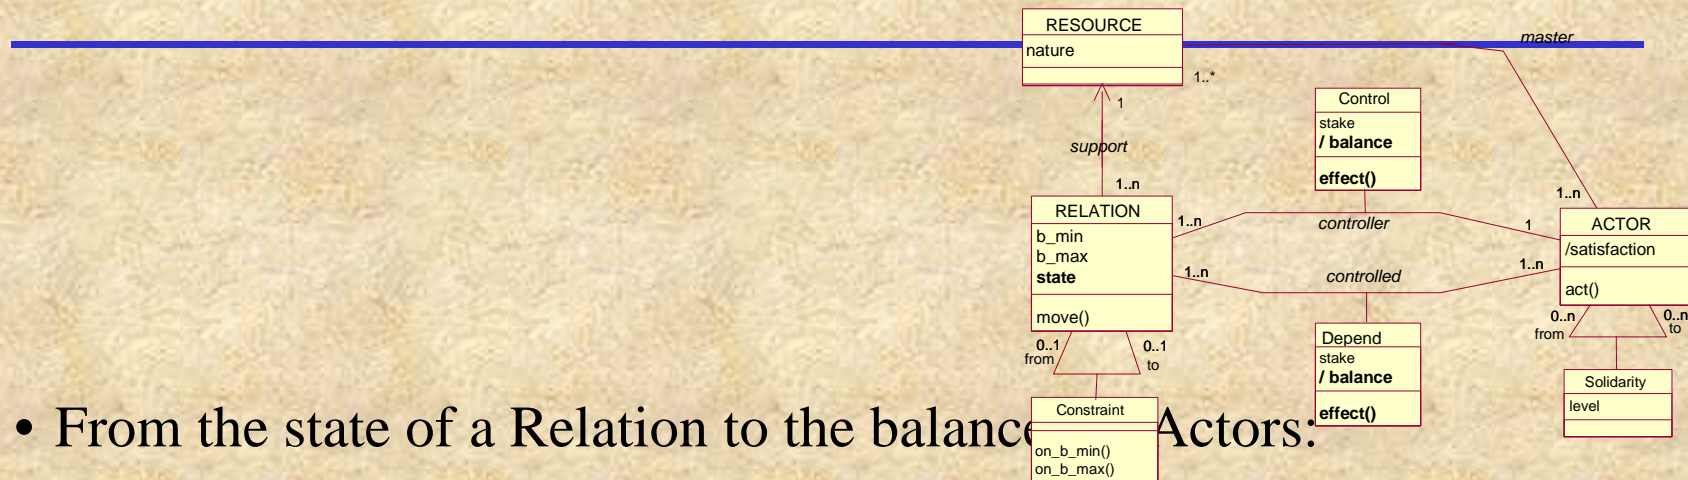 RESOURCE
nature
master
1..*
1
support
1..n
Control
stake
/ balance
effect()
1..n
RELATION
b_min
b_max
state
move()
1..n
controller
1
ACTOR
/satisfaction
act()
1..n
controlled
1..n
0..1
from
0..1
to
Depend
stake
/ balance
effect()
0..n
from
0..n
to
Solidarity
level
Constraint
on_b_min()
on_b_max()
• From the state of a Relation to the balance Actors: